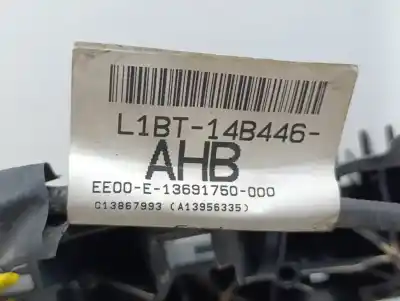 L1BT-14B446-
AHB
EE00-E-13691750-000
C13867993 (A13956335)